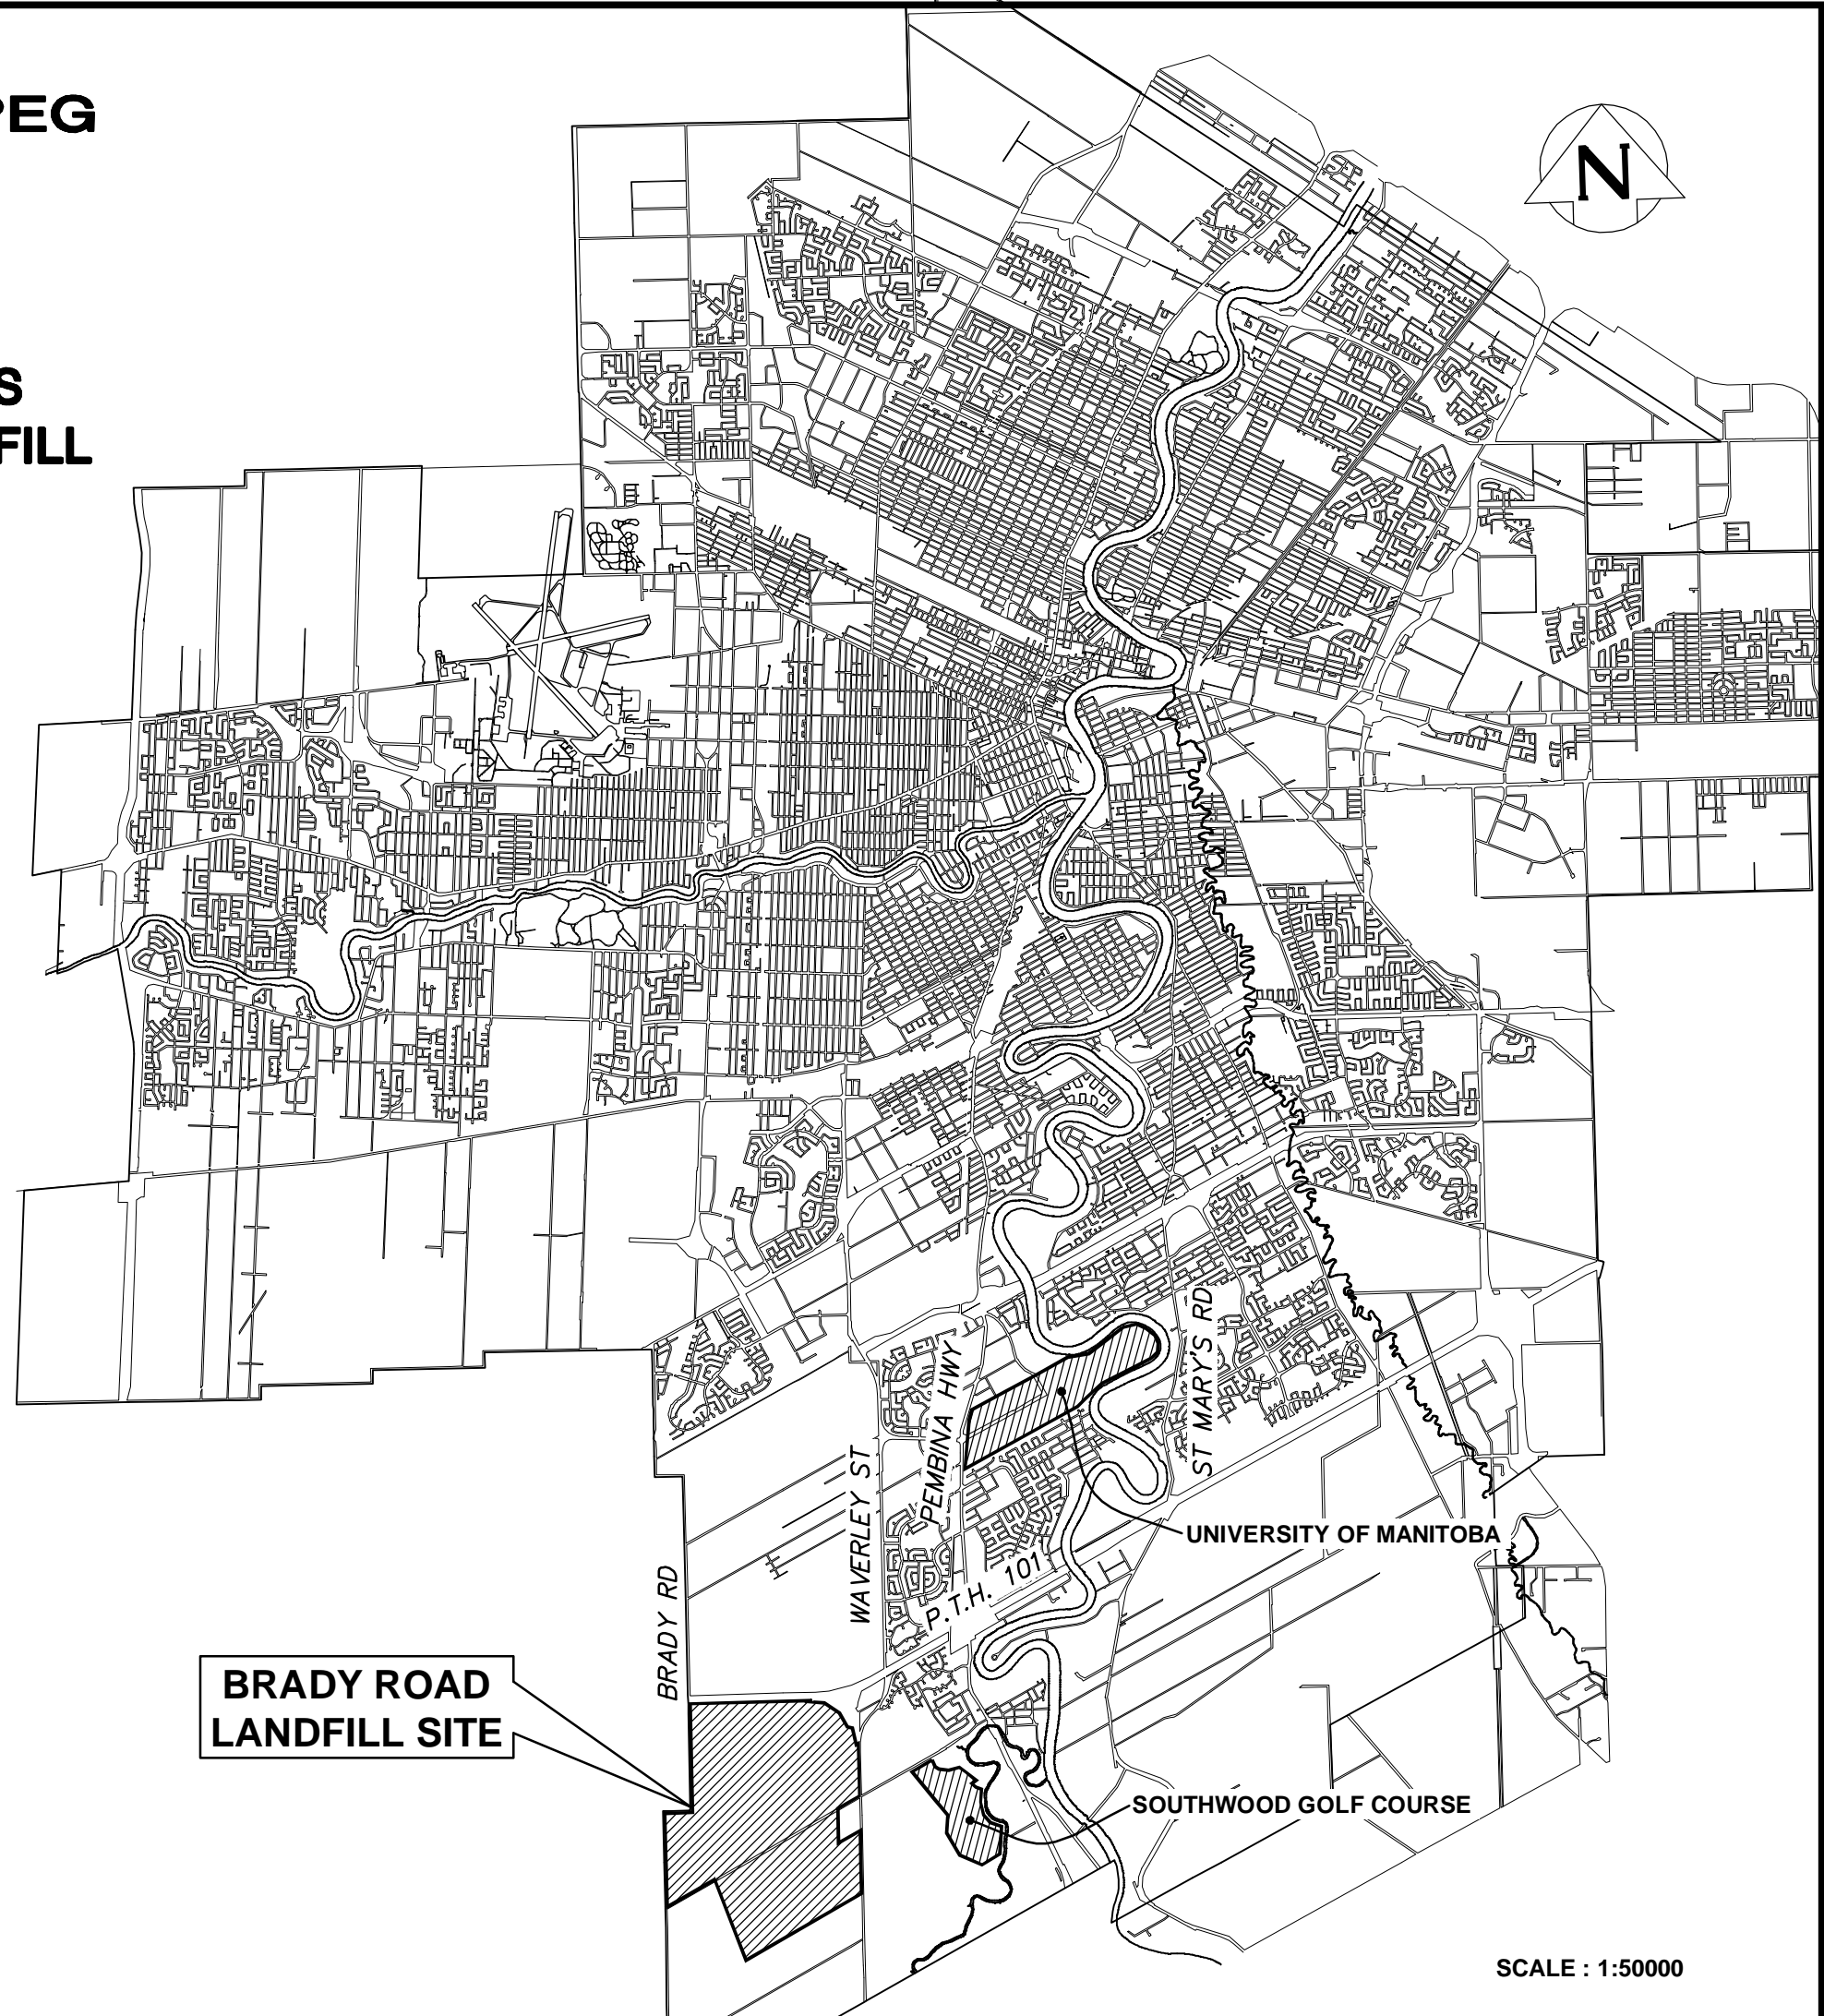 PEG
S
FILL
N
ST MARY'S RD
PEMBINA HWY
WAVERLEY ST
UNIVERSITY OF MANITOBA
P.T.H. 101
BRADY RD
BRADY ROAD
LANDFILL SITE
SOUTHWOOD GOLF COURSE
SCALE : 1:50000